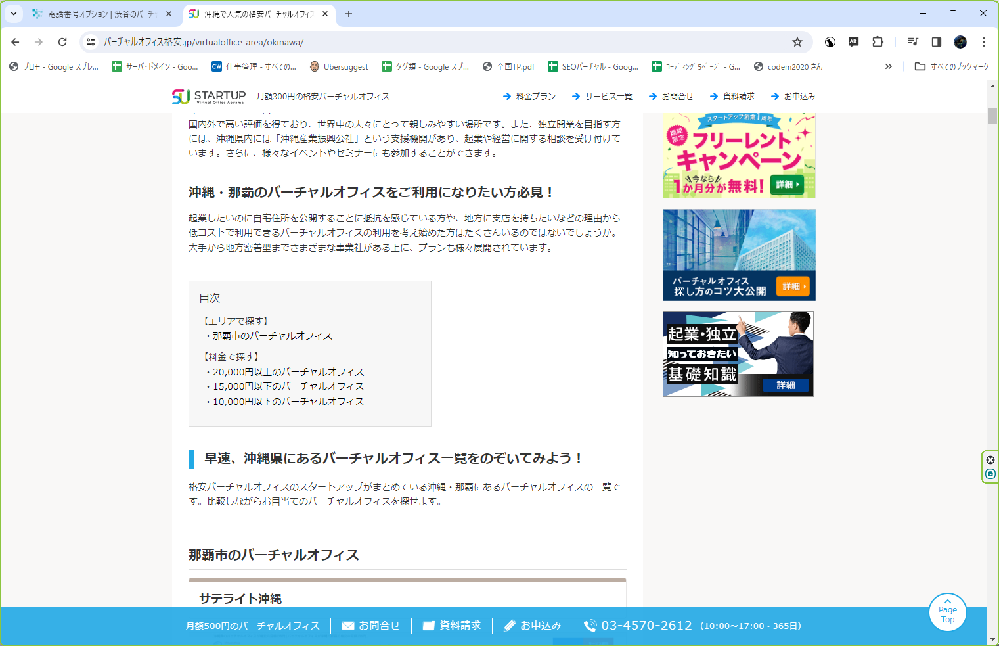 電話番号オプション | 渋谷のバーチ
沖縄で人気の格安バーチャルオフィス
バーチャルオフィス格安.jp/virtualoffice-area/okinawa/
プロモ - Google スプレ...
サーバ・ドメイン - Goo...
CW 仕事管理 - すべての...
Ubersuggest
タグ類 - Google スプ...
全国TP.pdf
SEOバーチャル - Goog...
コーディング 5ページ - G...
codem2020 さん
すべてのブックマーク
SU STARTUP
Virtual Office Aoyama
月額300円の格安バーチャルオフィス
料金プラン
サービス一覧
お問合せ
資料請求
お申込み
国内外で高い評価を得ており、世界中の人々にとって親しみやすい場所です。また、独立開業を目指す方
には、沖縄県内には「沖縄産業振興公社」という支援機関があり、起業や経営に関する相談を受け付けて
います。さらに、様々なイベントやセミナーにも参加することができます。
沖縄・那覇のバーチャルオフィスをご利用になりたい方必見！
起業したいのに自宅住所を公開することに抵抗を感じている方や、地方に支店を持ちたいなどの理由から
低コストで利用できるバーチャルオフィスの利用を考え始めた方はたくさんいるのではないでしょうか。
大手から地方密着型までさまざまな事業社がある上に、プランも様々展開されています。
目次
【エリアで探す】
・那覇市のバーチャルオフィス
【料金で探す】
・20,000円以上のバーチャルオフィス
・15,000円以下のバーチャルオフィス
・10,000円以下のバーチャルオフィス
早速、沖縄県にあるバーチャルオフィス一覧をのぞいてみよう！
格安バーチャルオフィスのスタートアップがまとめている沖縄・那覇にあるバーチャルオフィスの一覧で
す。比較しながらお目当てのバーチャルオフィスを探せます。
那覇市のバーチャルオフィス
サテライト沖縄
スタートアップ創業1周年
期間限定
フリーレント
キャンペーン
今なら
1か月分が無料！
詳細
バーチャルオフィス
探し方のコツ大公開
詳細
起業・独立
知っておきたい
基礎知識
詳細
Page
Top
月額500円のバーチャルオフィス
お問合せ
資料請求
お申込み
03-4570-2612 （10:00〜17:00・365日）